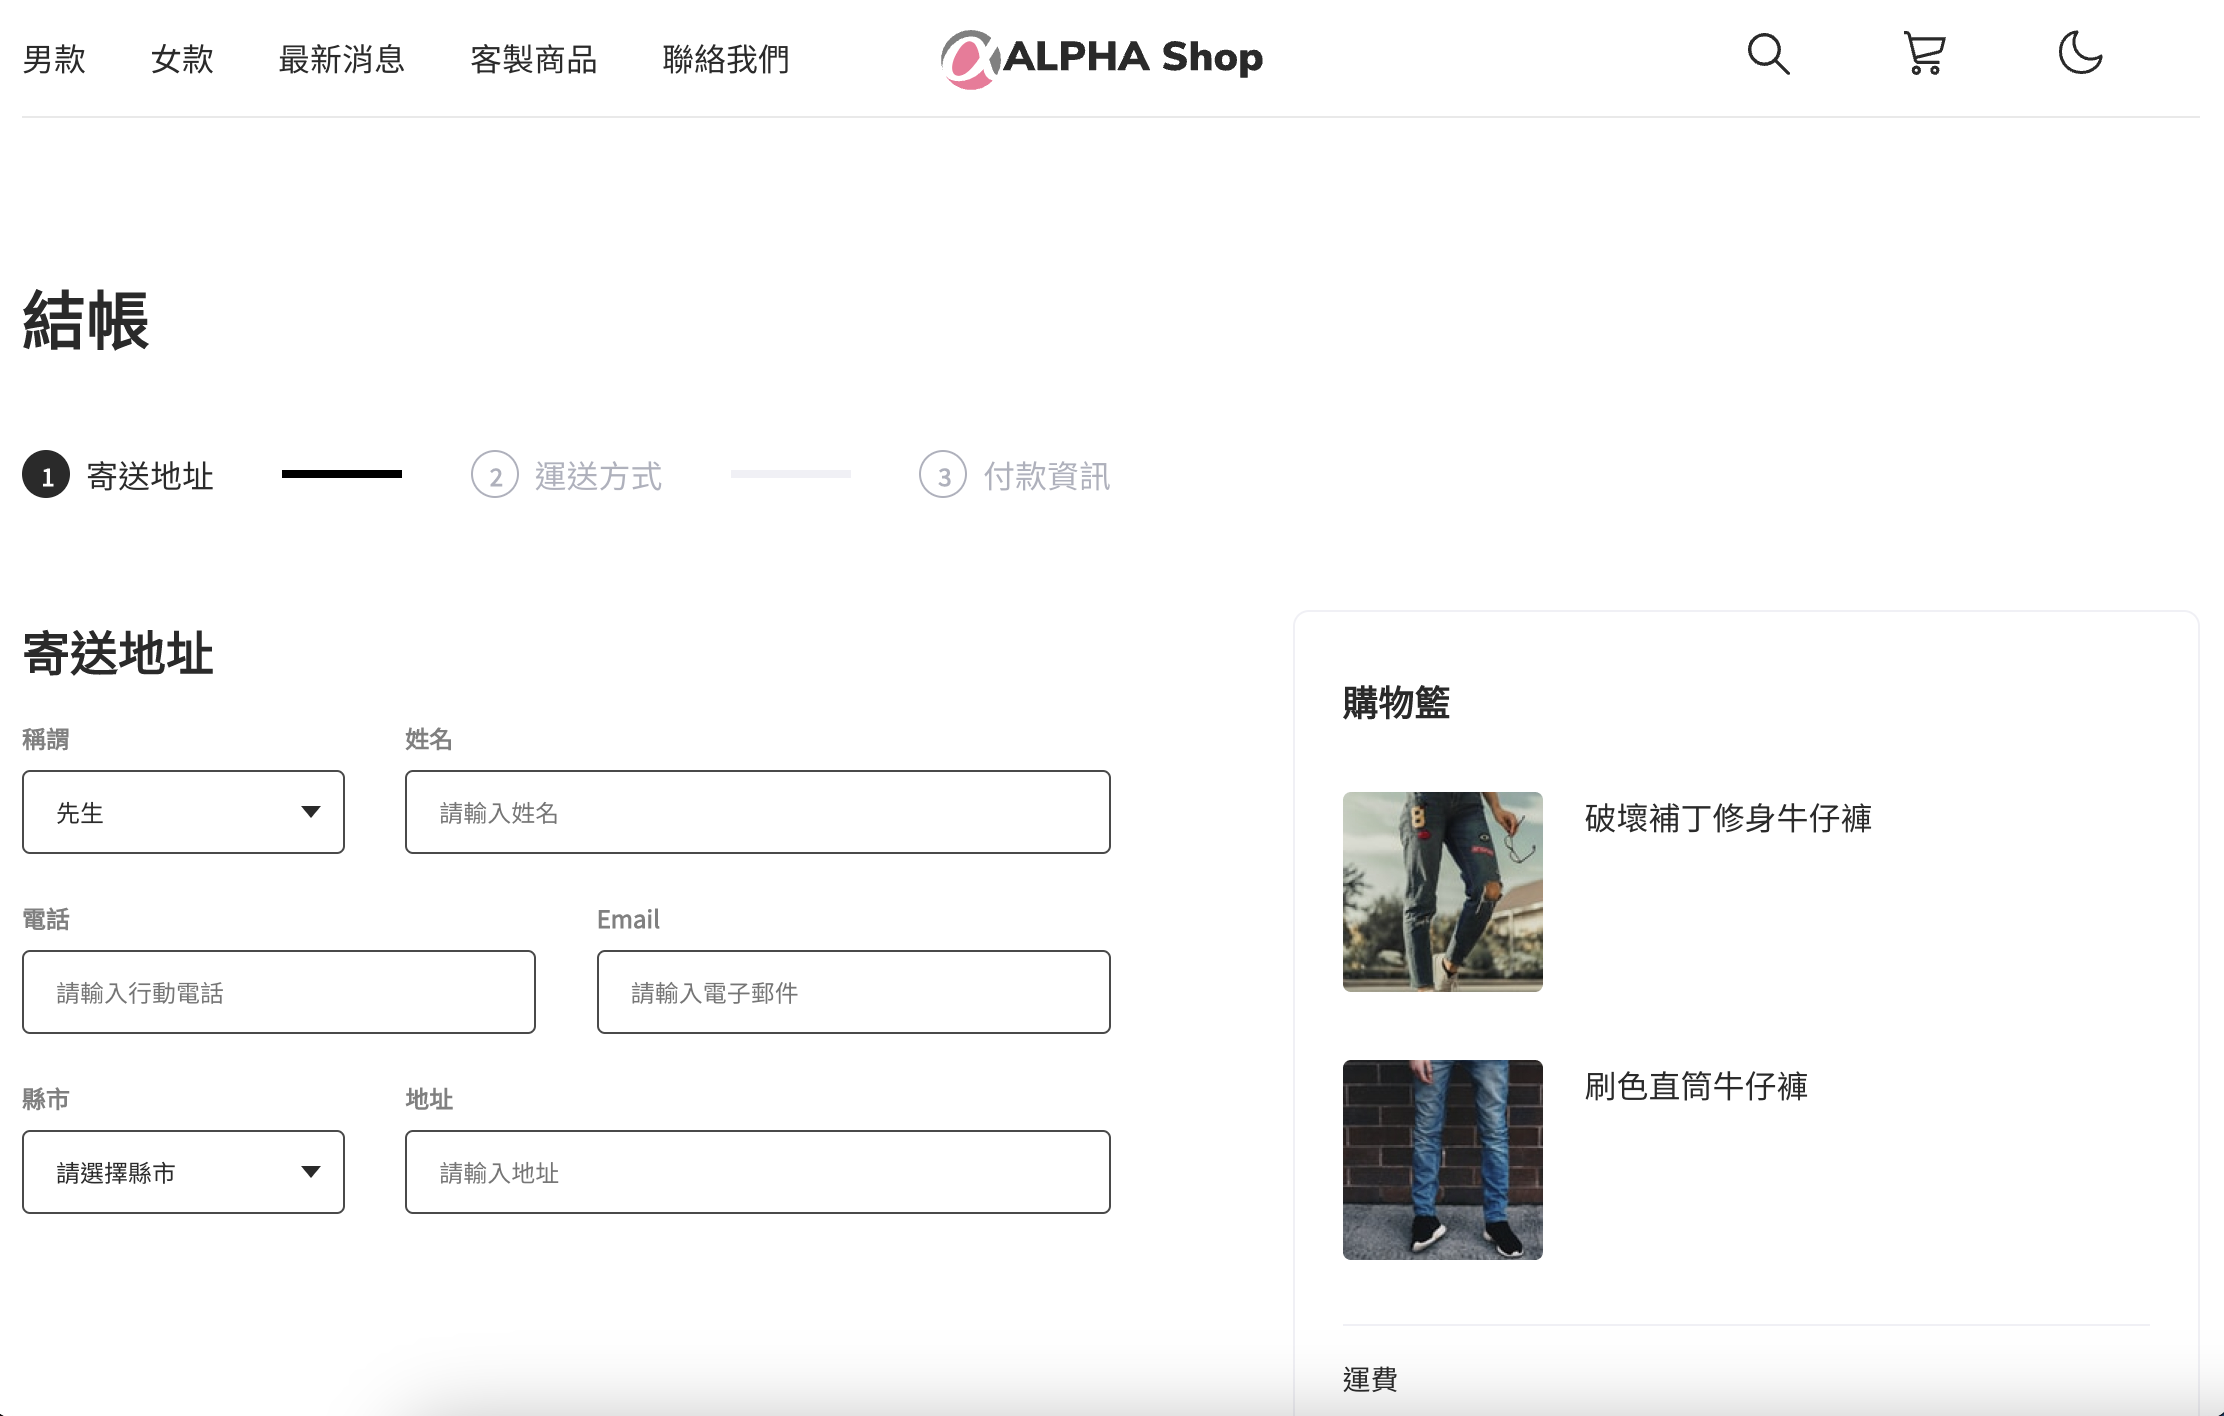 男款 女款 最新消息 客製商品 聯絡我們 ALPHA Shop
結帳
1 寄送地址 2 運送方式 3 付款資訊
寄送地址
稱謂 姓名
先生 請輸入姓名
電話 Email
請輸入行動電話 請輸入電子郵件
縣市 地址
請選擇縣市 請輸入地址
購物籃
破壞補丁修身牛仔褲
刷色直筒牛仔褲
運費